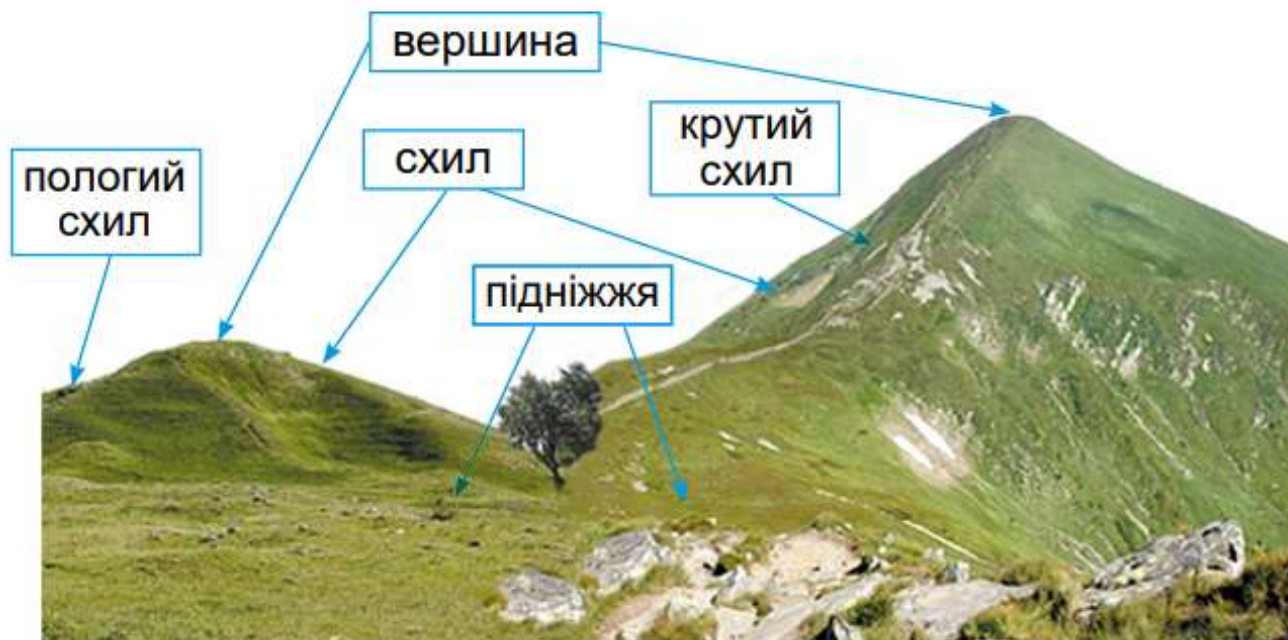 вершина
пологий
схил
схил
крутий
схил
підніжжя